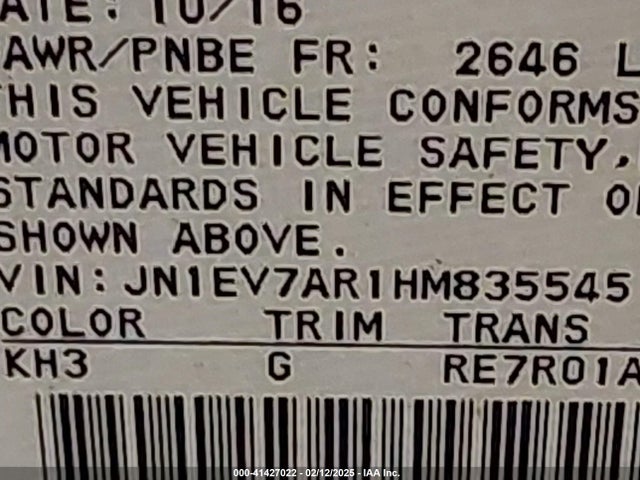 ATE: 10/16
AWR/PNBE FR: 2646 L
THIS VEHICLE CONFORMS
MOTOR VEHICLE SAFETY,
STANDARDS IN EFFECT O
SHOWN ABOVE.
VIN: JN1EV7AR1HM835545
COLOR TRIM TRANS
KH3 G RE7R01A
000-41427022 - 02/12/2025 - IAA Inc.